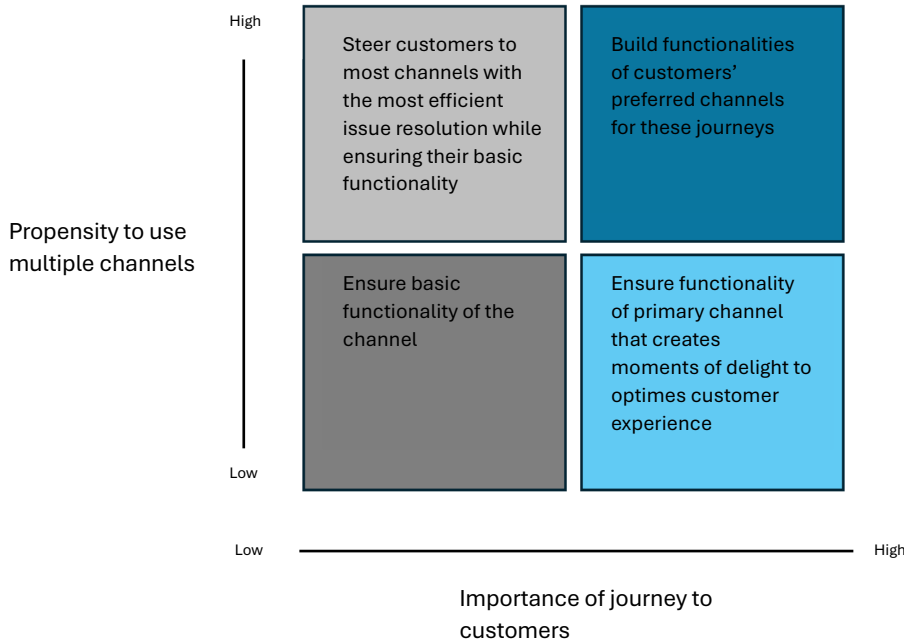 High
Steer customers to
most channels with
the most efficient
issue resolution while
ensuring their basic
functionality
Build functionalities
of customers’
preferred channels
for these journeys
Propensity to use
multiple channels
Ensure basic
functionality of the
channel
Ensure functionality
of primary channel
that creates
moments of delight to
optimes customer
experience
Low
Low
High
Importance of journey to
customers